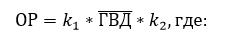 ОР = k₁ * ГВД * k₂, где: